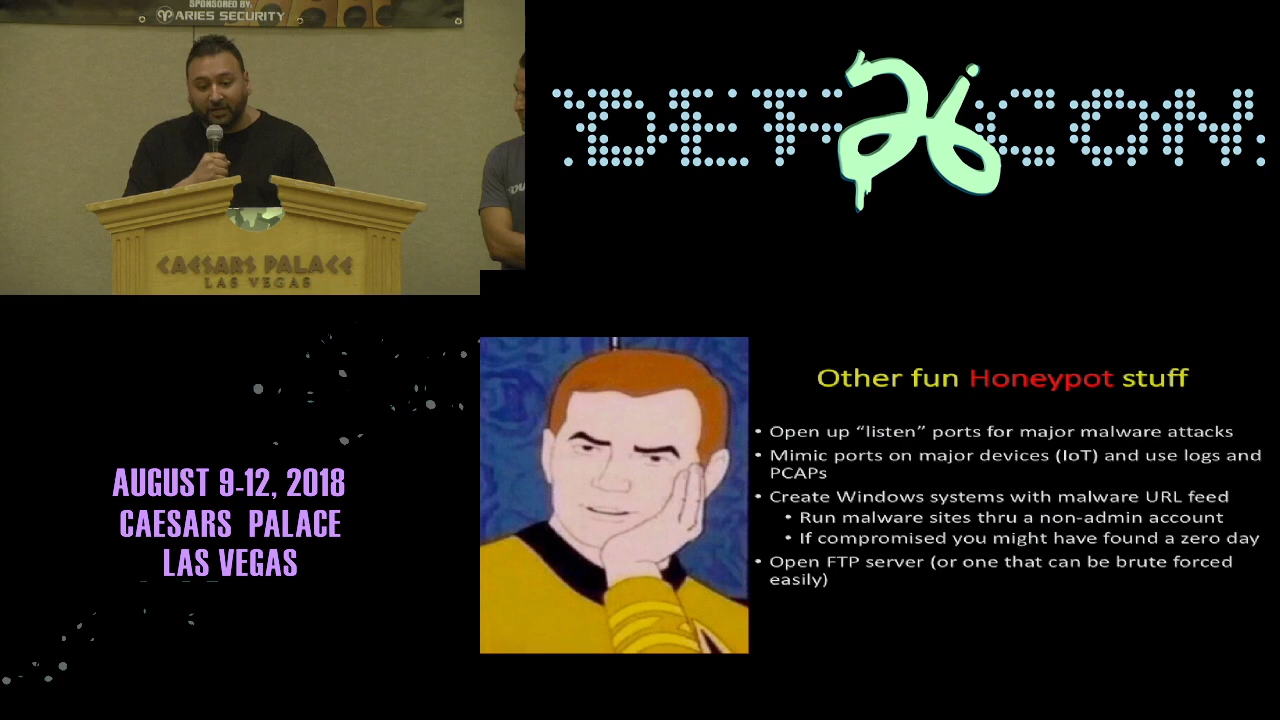 SPONSORED BY:
ARIES SECURITY
DEF 26 CON
CAESARS PALACE
LAS VEGAS
AUGUST 9-12, 2018
CAESARS PALACE
LAS VEGAS
Other fun Honeypot stuff
• Open up “listen” ports for major malware attacks
• Mimic ports on major devices (IoT) and use logs and
PCAPs
• Create Windows systems with malware URL feed
• Run malware sites thru a non-admin account
• If compromised you might have found a zero day
• Open FTP server (or one that can be brute forced
easily)